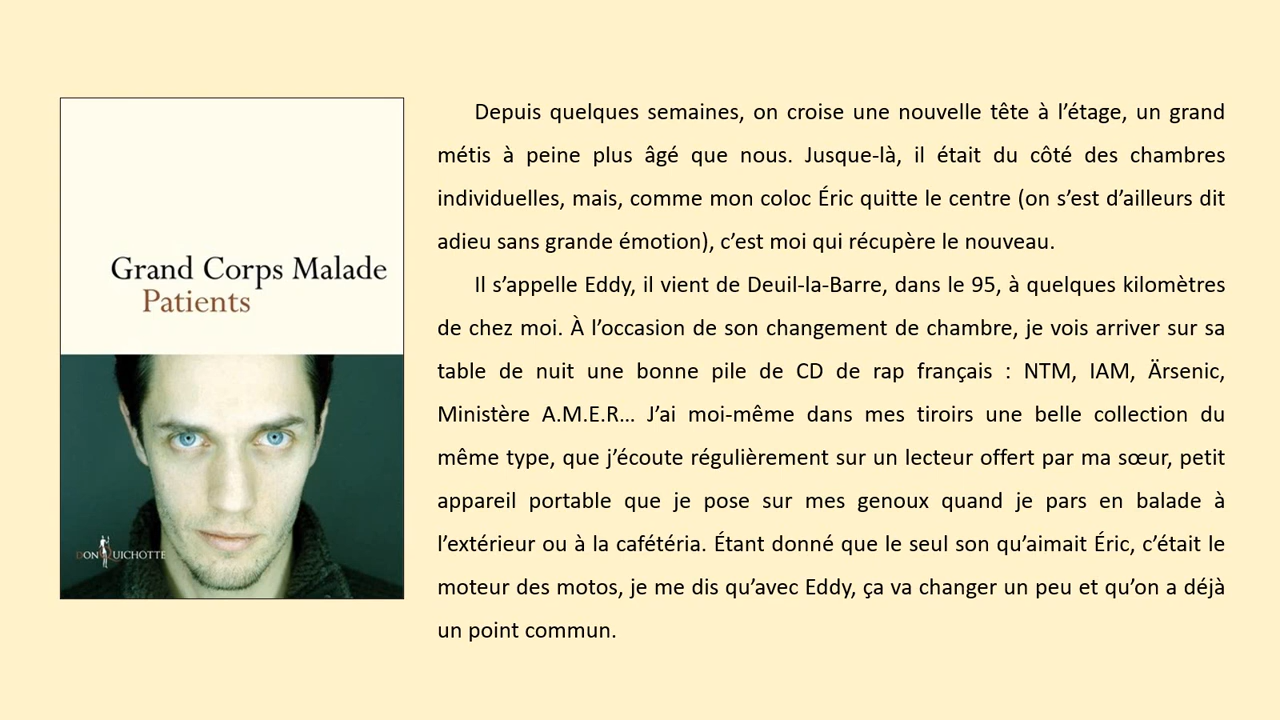 Grand Corps Malade
Patients
DON QUICHOTTE
Depuis quelques semaines, on croise une nouvelle tête à l’étage, un grand
métis à peine plus âgé que nous. Jusque-là, il était du côté des chambres
individuelles, mais, comme mon coloc Éric quitte le centre (on s’est d’ailleurs dit
adieu sans grande émotion), c’est moi qui récupère le nouveau.
Il s’appelle Eddy, il vient de Deuil-la-Barre, dans le 95, à quelques kilomètres
de chez moi. À l’occasion de son changement de chambre, je vois arriver sur sa
table de nuit une bonne pile de CD de rap français : NTM, IAM, Ärsenic,
Ministère A.M.E.R… J’ai moi-même dans mes tiroirs une belle collection du
même type, que j’écoute régulièrement sur un lecteur offert par ma sœur, petit
appareil portable que je pose sur mes genoux quand je pars en balade à
l’extérieur ou à la cafétéria. Étant donné que le seul son qu’aimait Éric, c’était le
moteur des motos, je me dis qu’avec Eddy, ça va changer un peu et qu’on a déjà
un point commun.